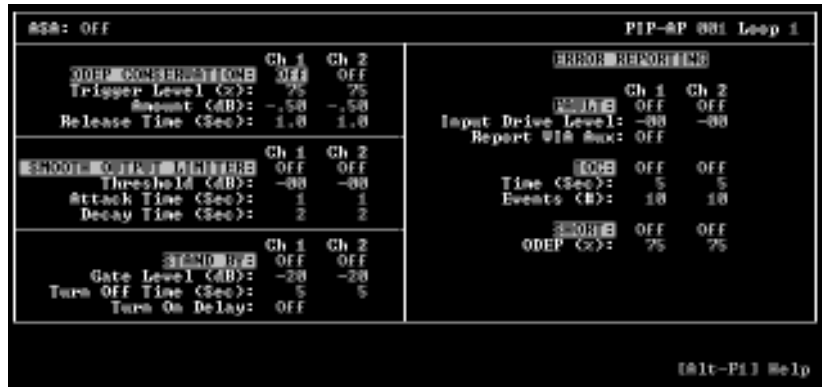 ASA: OFF
PIP-AP 001 Loop 1
Ch 1 Ch 2
ODEP CONSERVATION: OFF OFF
Trigger Level (%): 75 75
Amount (dB): -.50 -.50
Release Time (Sec): 1.0 1.0
Ch 1 Ch 2
SMOOTH OUTPUT LIMITER: OFF OFF
Threshold (dB): -00 -00
Attack Time (Sec): 1 1
Decay Time (Sec): 2 2
Ch 1 Ch 2
STAND BY: OFF OFF
Gate Level (dB): -20 -20
Turn Off Time (Sec): 5 5
Turn On Delay: OFF
ERROR REPORTING
Ch 1 Ch 2
FAULT: OFF OFF
Input Drive Level: -00 -00
Report VIA Aux: OFF
IOC: OFF OFF
Time (Sec): 5 5
Events (#): 10 10
SHORT: OFF OFF
ODEP (%): 75 75
[Alt-F1] Help